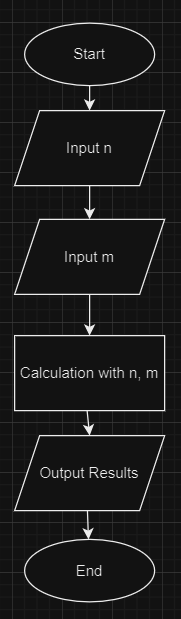 Start
Input n
Input m
Calculation with n, m
Output Results
End